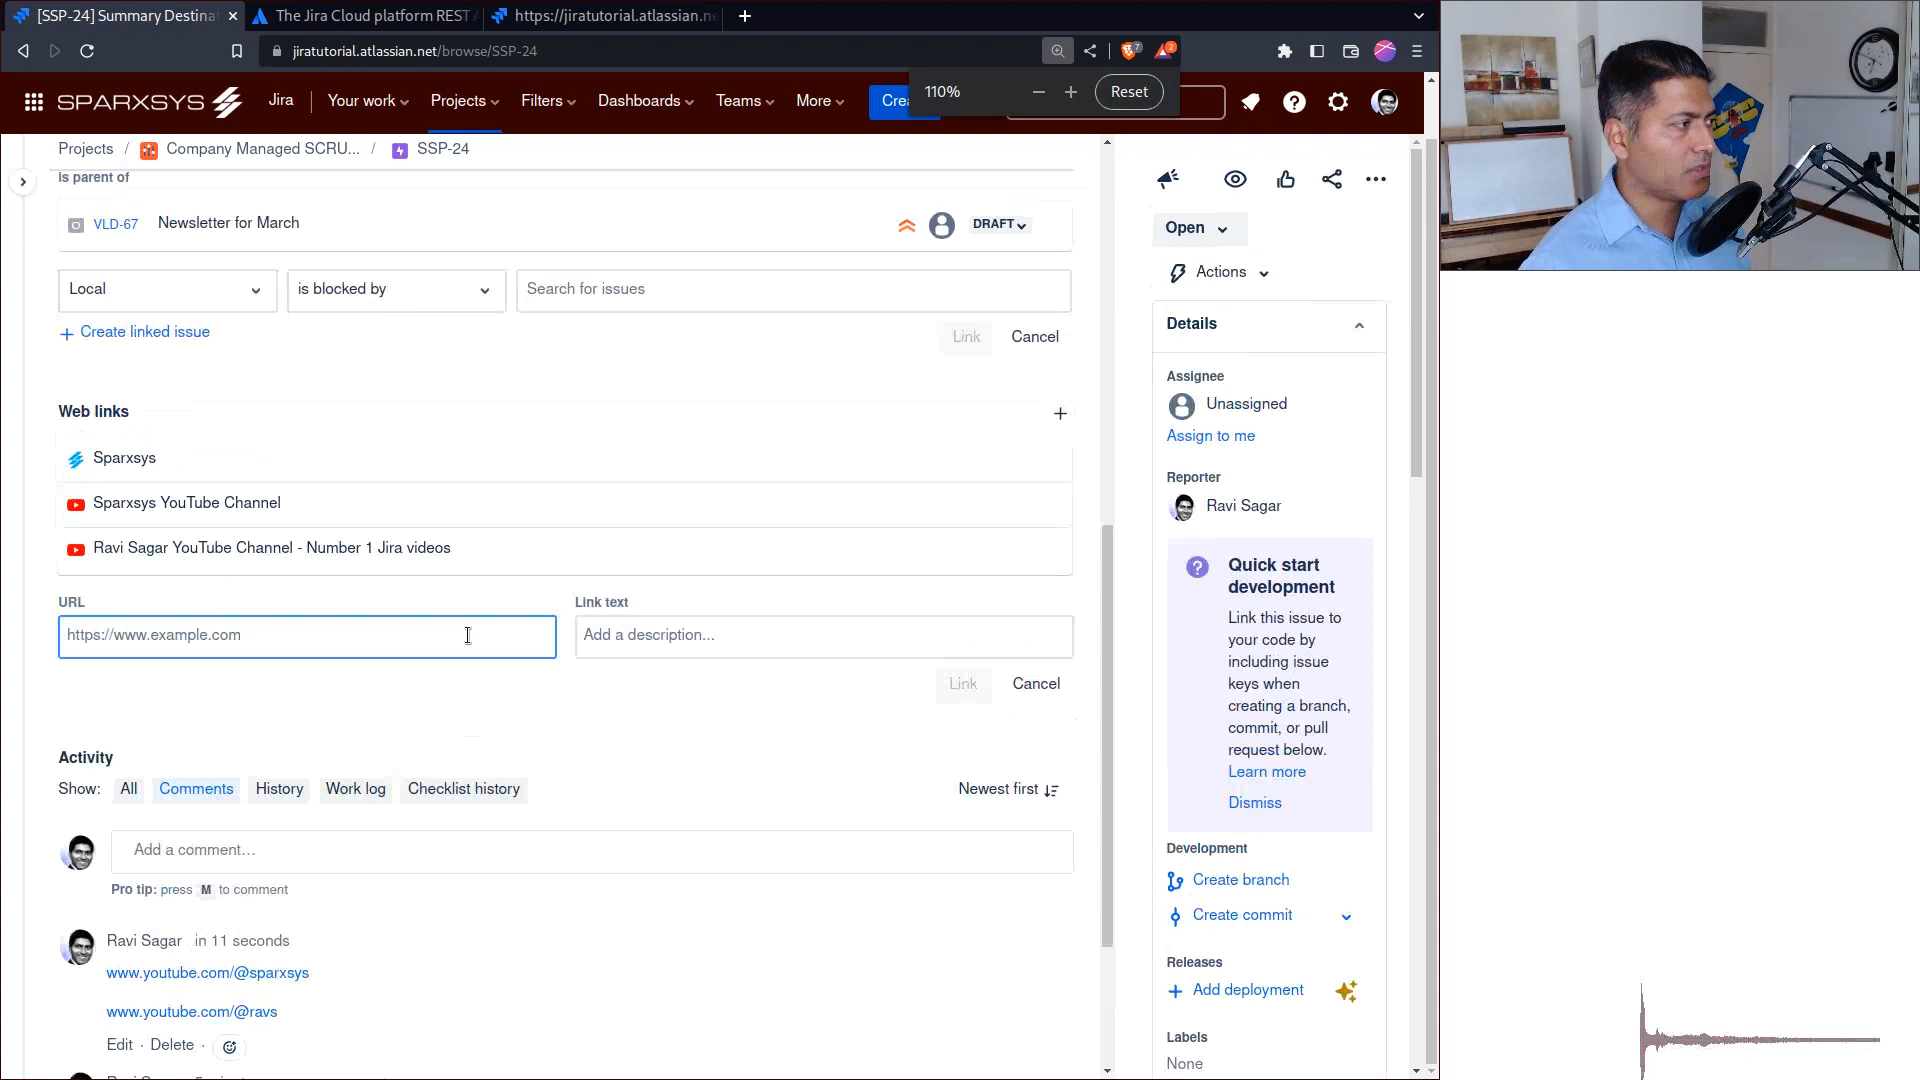 [SSP-24] Summary Destina
The Jira Cloud platform REST A
https://jiratutorial.atlassian.ne
jiratutorial.atlassian.net/browse/SSP-24
7
2
SPARXSYS
Jira
Your work
Projects
Filters
Dashboards
Teams
More
Cre
110%
Reset
Projects / Company Managed SCRU... / SSP-24
is parent of
VLD-67 Newsletter for March
DRAFT
Local
is blocked by
Search for issues
+ Create linked issue
Link
Cancel
Web links
Sparxsys
Sparxsys YouTube Channel
Ravi Sagar YouTube Channel - Number 1 Jira videos
URL
Link text
https://www.example.com
Add a description...
Link
Cancel
Activity
Show:
All
Comments
History
Work log
Checklist history
Newest first
Add a comment…
Pro tip: press M to comment
Ravi Sagar in 11 seconds
www.youtube.com/@sparxsys
www.youtube.com/@ravs
Edit · Delete ·
Open
Actions
Details
Assignee
Unassigned
Assign to me
Reporter
Ravi Sagar
Quick start
development
Link this issue to
your code by
including issue
keys when
creating a branch,
commit, or pull
request below.
Learn more
Dismiss
Development
Create branch
Create commit
Releases
+ Add deployment
Labels
None